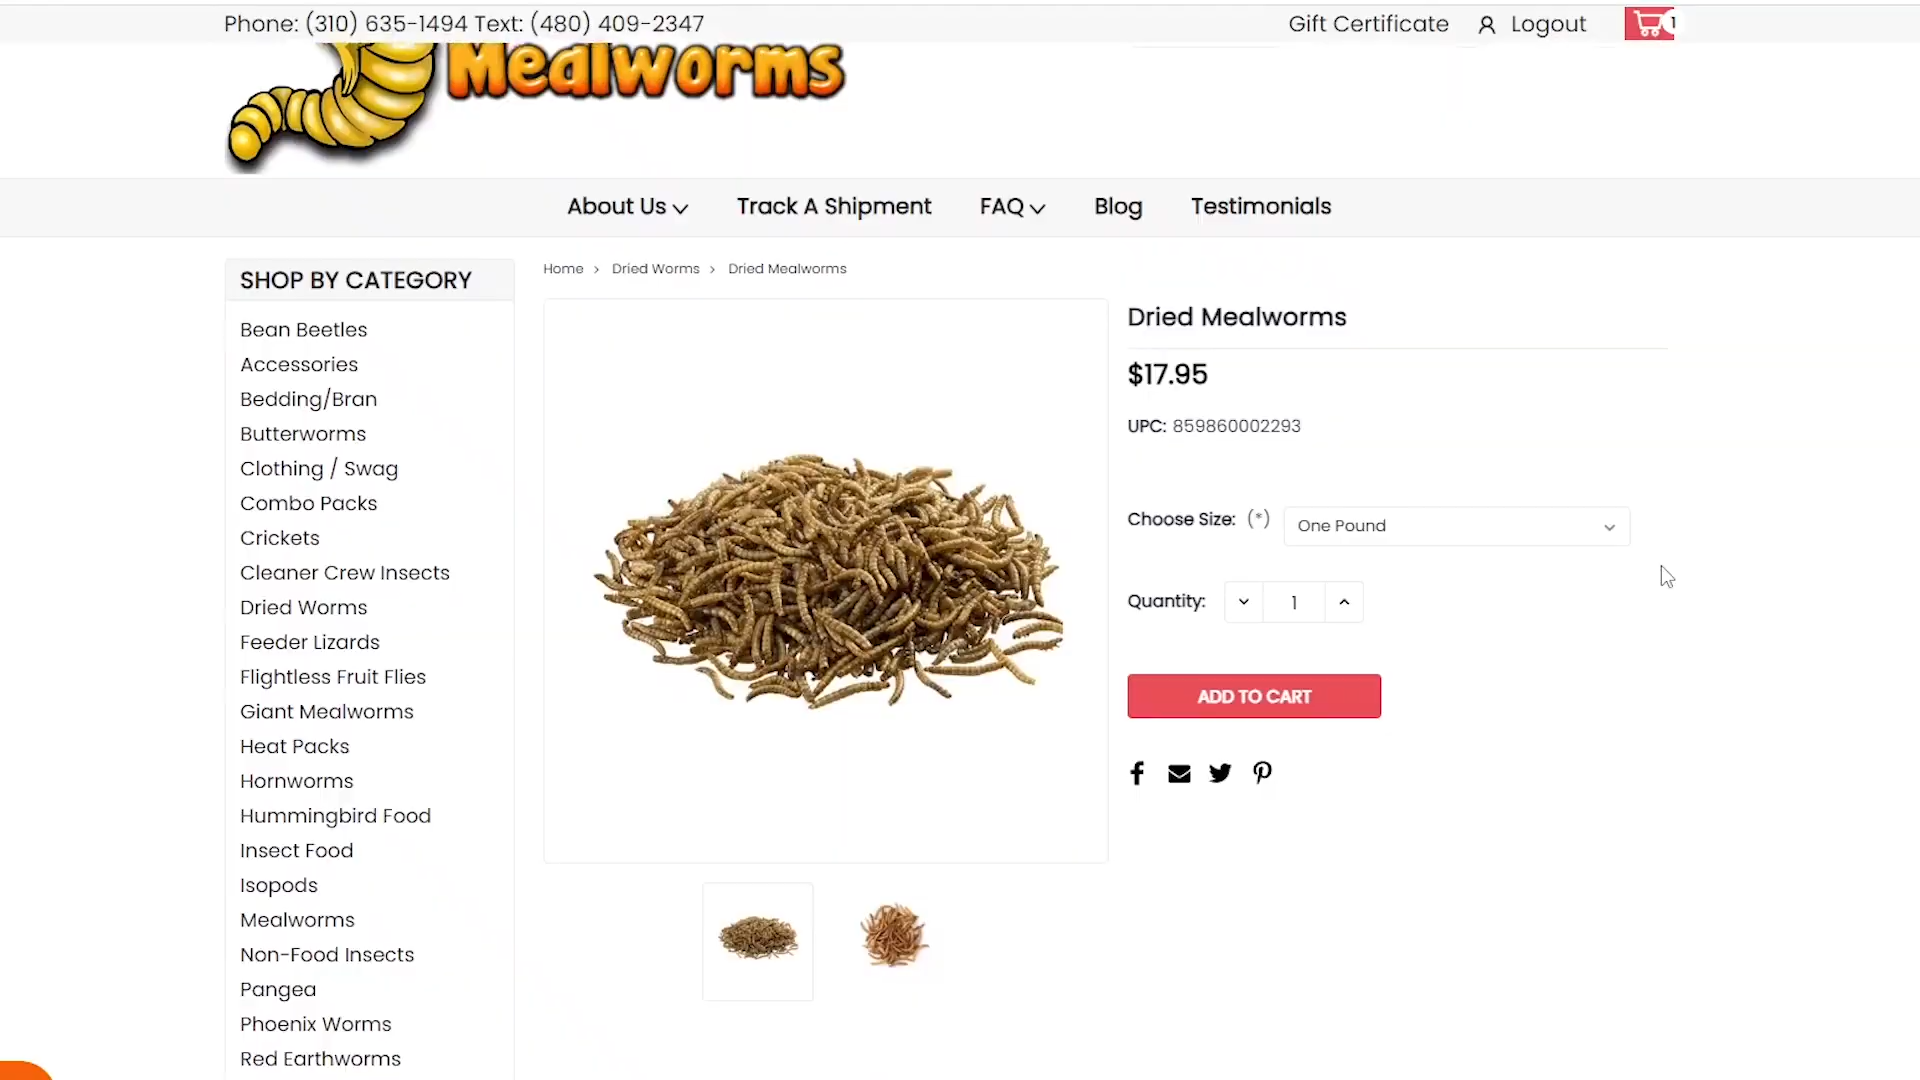 Phone: (310) 635-1494 Text: (480) 409-2347
Gift Certificate
Logout
1
Mealworms
About Us
Track A Shipment
FAQ
Blog
Testimonials
SHOP BY CATEGORY
Bean Beetles
Accessories
Bedding/Bran
Butterworms
Clothing / Swag
Combo Packs
Crickets
Cleaner Crew Insects
Dried Worms
Feeder Lizards
Flightless Fruit Flies
Giant Mealworms
Heat Packs
Hornworms
Hummingbird Food
Insect Food
Isopods
Mealworms
Non-Food Insects
Pangea
Phoenix Worms
Red Earthworms
Home > Dried Worms > Dried Mealworms
Dried Mealworms
$17.95
UPC: 859860002293
Choose Size: (*) One Pound
Quantity: 1
ADD TO CART